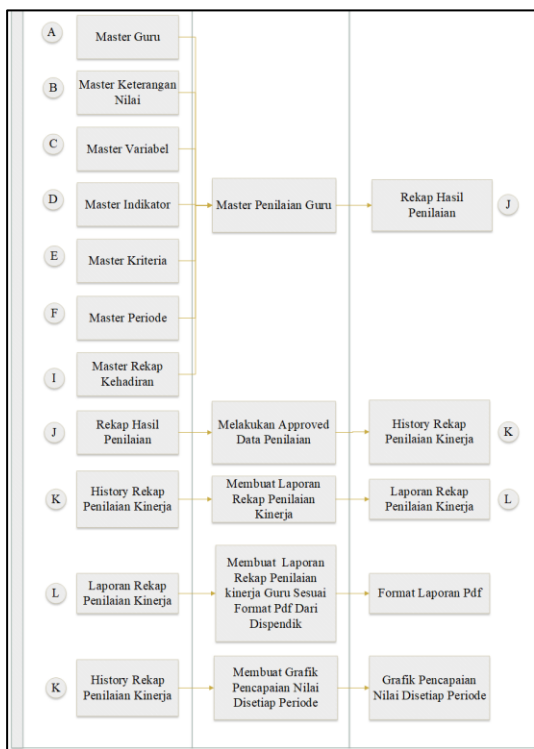 A
Master Guru
B
Master Keterangan
Nilai
C
Master Variabel
D
Master Indikator
Master Penilaian Guru
Rekap Hasil
Penilaian
J
E
Master Kriteria
F
Master Periode
I
Master Rekap
Kehadiran
J
Rekap Hasil
Penilaian
Melakukan Approved
Data Penilaian
History Rekap
Penilaian Kinerja
K
K
History Rekap
Penilaian Kinerja
Membuat Laporan
Rekap Penilaian
Kinerja
Laporan Rekap
Penilaian Kinerja
L
L
Laporan Rekap
Penilaian Kinerja
Membuat Laporan
Rekap Penilaian
kinerja Guru Sesuai
Format Pdf Dari
Dispendik
Format Laporan Pdf
K
History Rekap
Penilaian Kinerja
Membuat Grafik
Pencapaian Nilai
Disetiap Periode
Grafik Pencapaian
Nilai Disetiap Periode